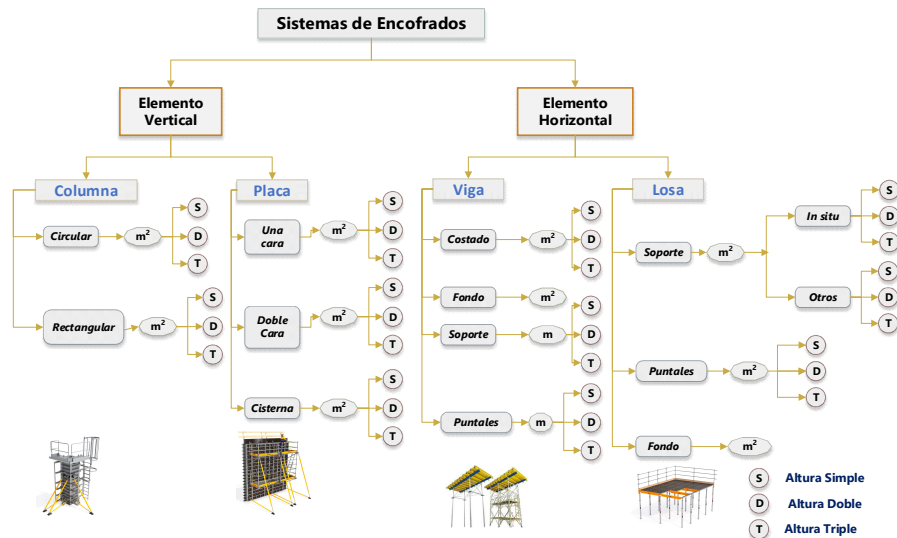 Sistemas de Encofrados
Elemento
Vertical
Elemento
Horizontal
Columna
Placa
Viga
Losa
Circular
m²
S
D
T
Rectangular
m²
S
D
T
Una
cara
m²
S
D
T
Doble
Cara
m²
S
D
T
Cisterna
m²
S
D
T
Costado
m²
S
D
T
Fondo
m²
Soporte
m
S
D
T
Puntales
m
S
D
T
Soporte
m²
In situ
S
D
T
Otros
S
D
T
Puntales
m²
S
D
T
Fondo
m²
S Altura Simple
D Altura Doble
T Altura Triple